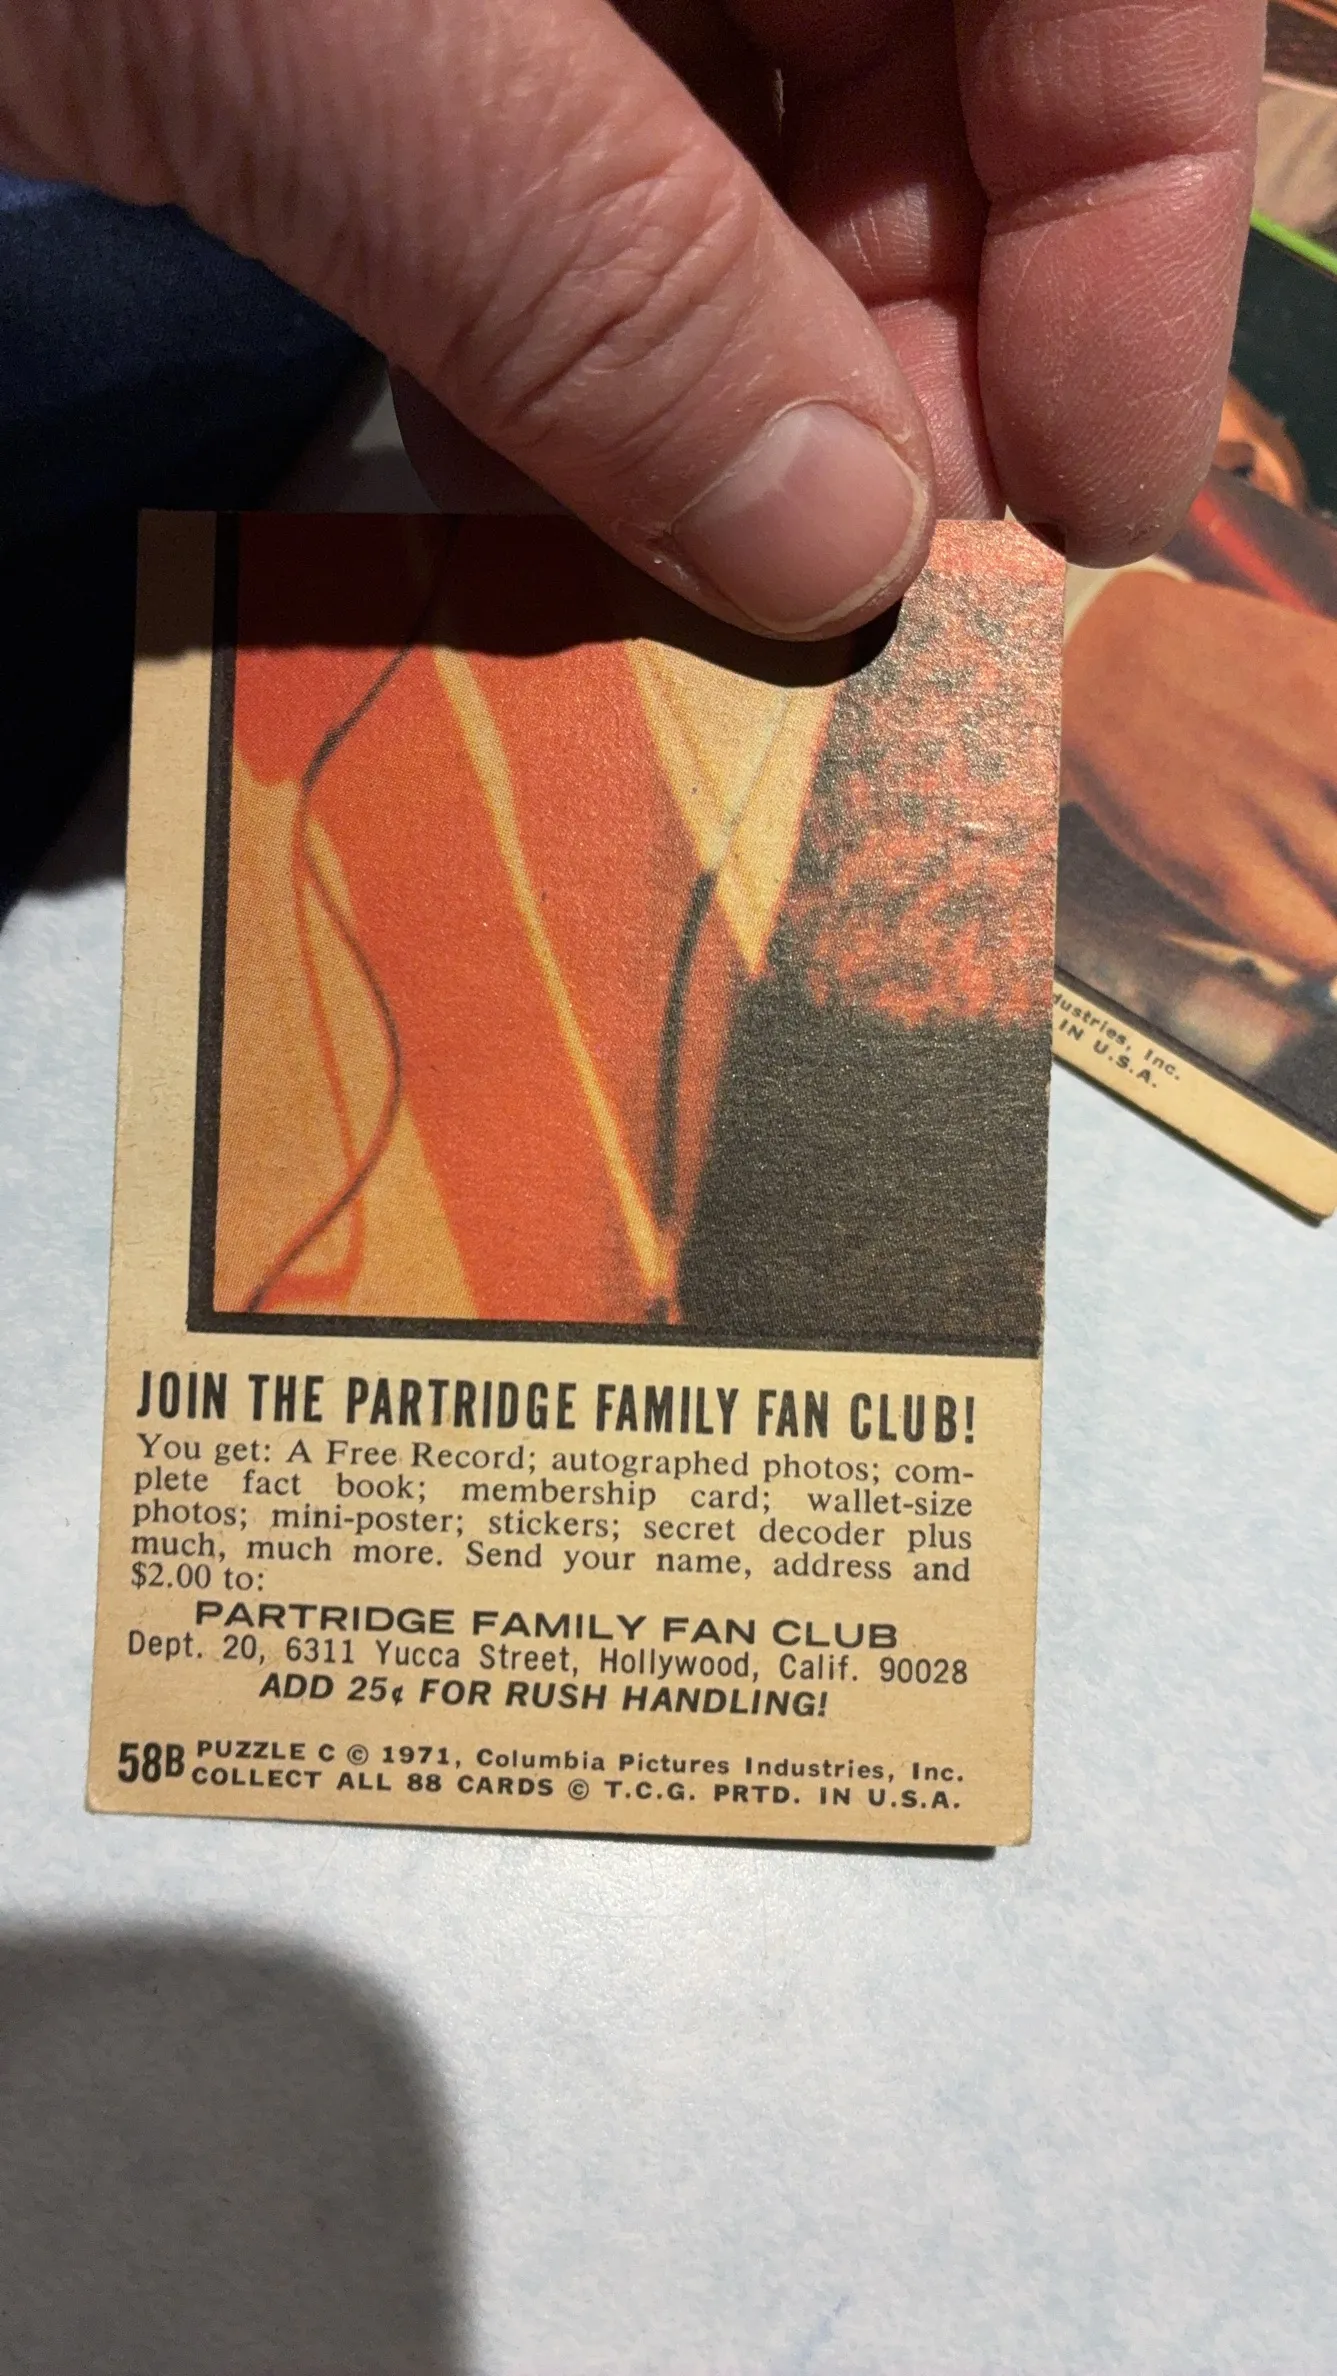 JOIN THE PARTRIDGE FAMILY FAN CLUB!
You get: A Free Record; autographed photos; com-
plete fact book; membership card; wallet-size
photos; mini-poster; stickers; secret decoder plus
much, much more. Send your name, address and
$2.00 to:
PARTRIDGE FAMILY FAN CLUB
Dept. 20, 6311 Yucca Street, Hollywood, Calif. 90028
ADD 25¢ FOR RUSH HANDLING!
58B PUZZLE C © 1971, Columbia Pictures Industries, Inc.
COLLECT ALL 88 CARDS © T.C.G. PRTD. IN U.S.A.
dustries, Inc.
IN U.S.A.